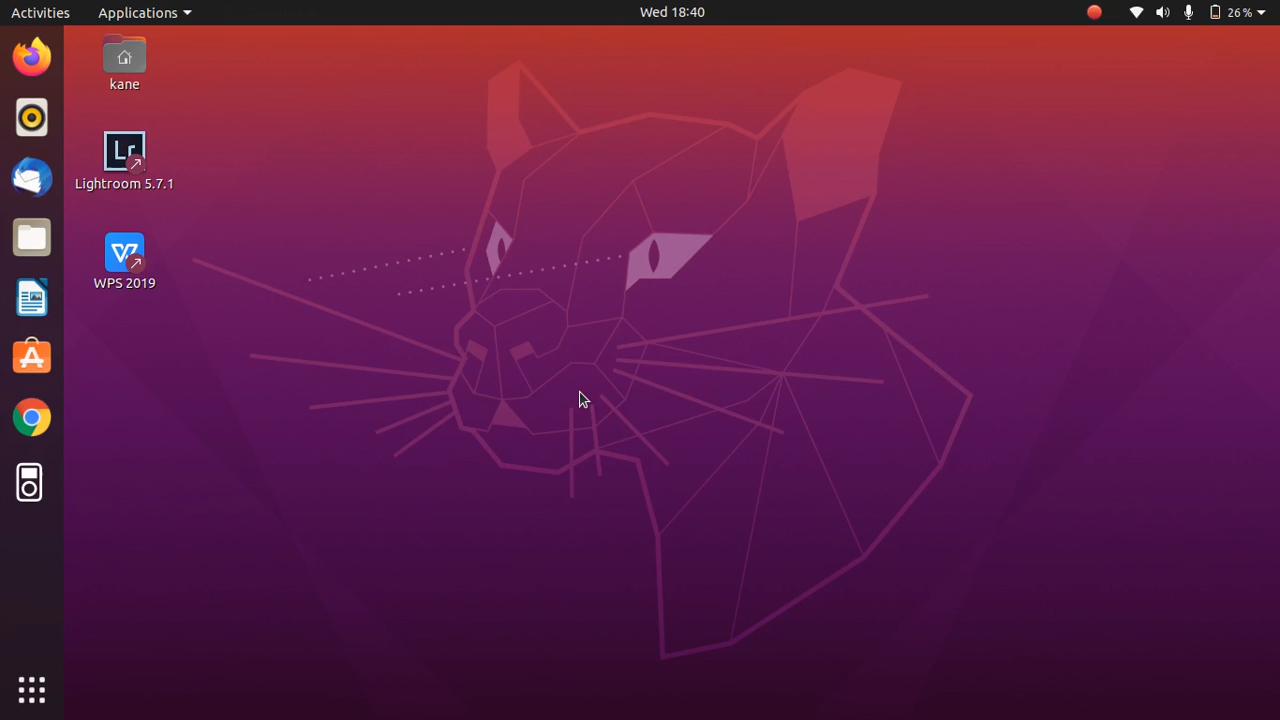 Activities Applications Wed 18:40 26 %
kane
Lr
Lightroom 5.7.1
WPS 2019